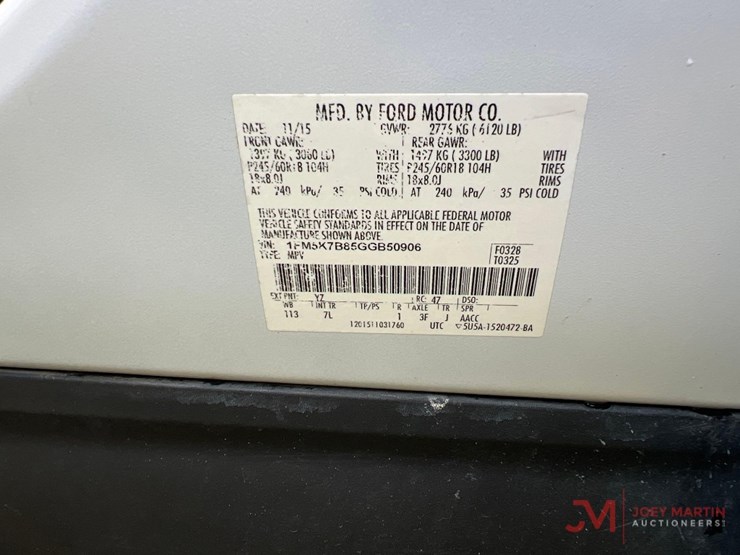 MFD. BY FORD MOTOR CO.
DATE: 11/15 GVWR: 2776 KG ( 6120 LB)
FRONT GAWR: REAR GAWR:
KG ( 3060 LB) WITH 1497 KG ( 3300 LB) WITH
P245/60R18 104H TIRES P245/60R18 104H TIRES
18x8.0J RIMS 18x8.0J RIMS
AT 240 kPa/ 35 PSI COLD AT 240 kPa/ 35 PSI COLD
THIS VEHICLE CONFORMS TO ALL APPLICABLE FEDERAL MOTOR
VEHICLE SAFETY STANDARDS IN EFFECT ON THE DATE OF
MANUFACTURE SHOWN ABOVE.
VIN: 1FM5K7B85GGB50906 F0328
TYPE: MPV T0325
EXT PNT: YZ RC: 47 DSO:
WB INT TR TP/PS R AXLE TR SPR
113 7L 1 3F J AACC
1201511031760 UTC 5U5A-1520472-BA
JM JOEY MARTIN
AUCTIONEERS